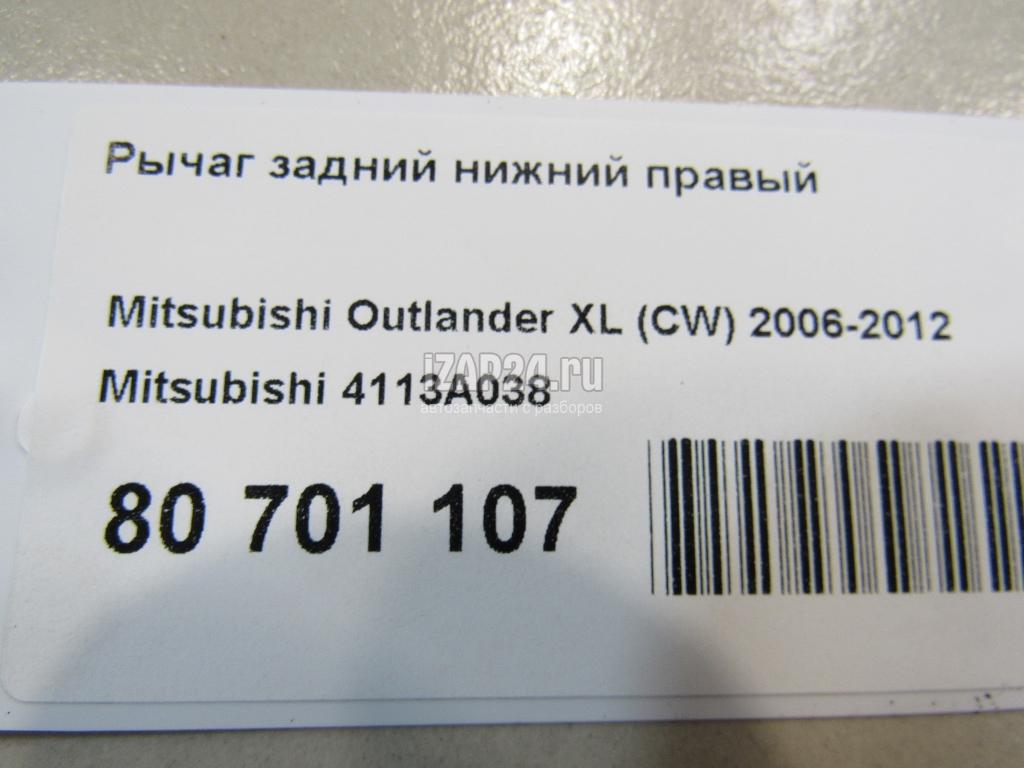 Рычаг задний нижний правый
Mitsubishi Outlander XL (CW) 2006-2012
iZAP24.ru
Mitsubishi 4113A038
автозапчасти с разборов
80 701 107